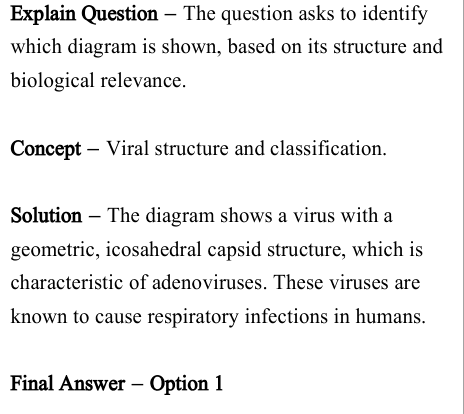 Explain Question – The question asks to identify
which diagram is shown, based on its structure and
biological relevance.
Concept – Viral structure and classification.
Solution – The diagram shows a virus with a
geometric, icosahedral capsid structure, which is
characteristic of adenoviruses. These viruses are
known to cause respiratory infections in humans.
Final Answer – Option 1